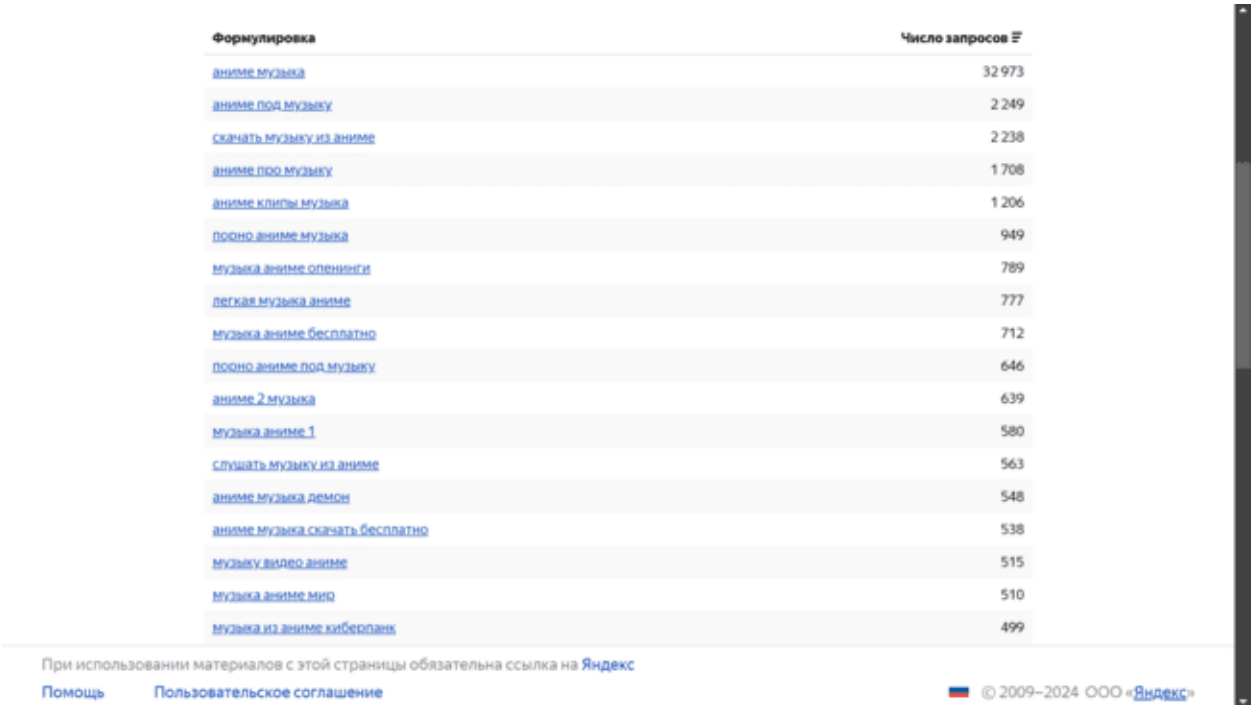 Формулировка Число запросов
аниме музыка 32 973
аниме под музыку 2 249
скачать музыку из аниме 2 238
аниме про музыку 1 708
аниме клипы музыка 1 206
порно аниме музыка 949
музыка аниме опенинги 789
легкая музыка аниме 777
музыка аниме бесплатно 712
порно аниме под музыку 646
аниме 2 музыка 639
музыка аниме 1 580
слушать музыку из аниме 563
аниме музыка демон 548
аниме музыка скачать бесплатно 538
музыку видео аниме 515
музыка аниме мир 510
музыка из аниме киберпанк 499
При использовании материалов с этой страницы обязательна ссылка на Яндекс
Помощь Пользовательское соглашение © 2009–2024 ООО «Яндекс»